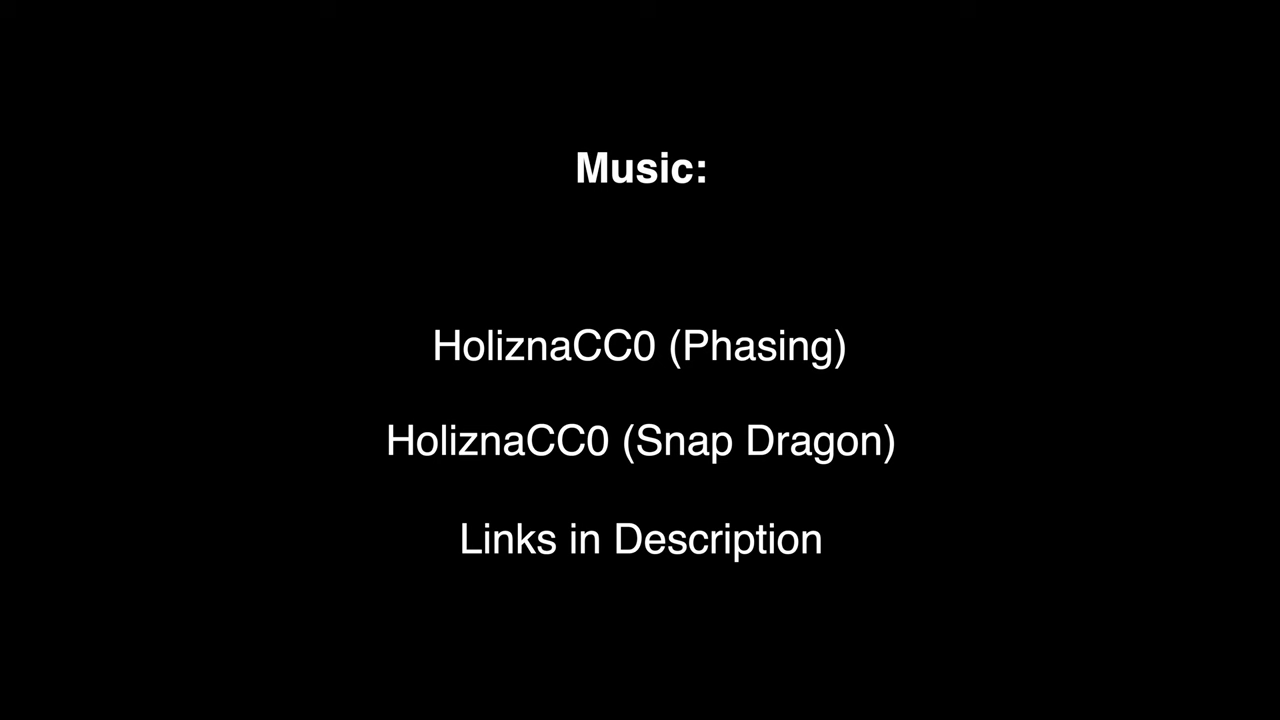 Music:
HoliznaCC0 (Phasing)
HoliznaCC0 (Snap Dragon)
Links in Description